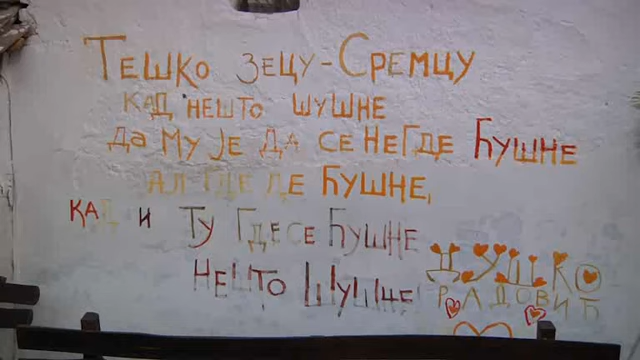 Тешко зецу-Сремцу
кад нешто шушне
да му је да се негде ћушне
ал где да ћушне,
кад и ту где се ћушне
нешто шушне
Душко
Радовић